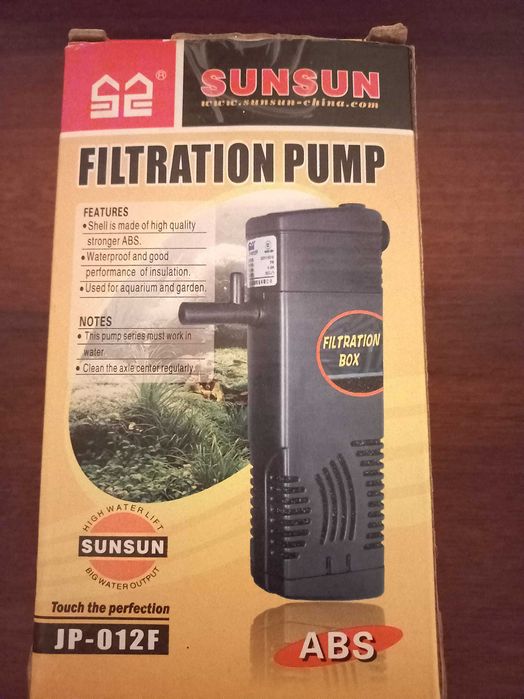 SUNSUN
www.sunsun-china.com
FILTRATION PUMP
FEATURES
•Shell is made of high quality
stronger ABS.
•Waterproof and good
performance of insulation.
•Used for aquarium and garden.
NOTES
• This pump series must work in
water
•Clean the axle center regularly
FILTRATION
BOX
HIGH WATER LIFT
SUNSUN
BIG WATER OUTPUT
Touch the perfection
JP-012F
ABS